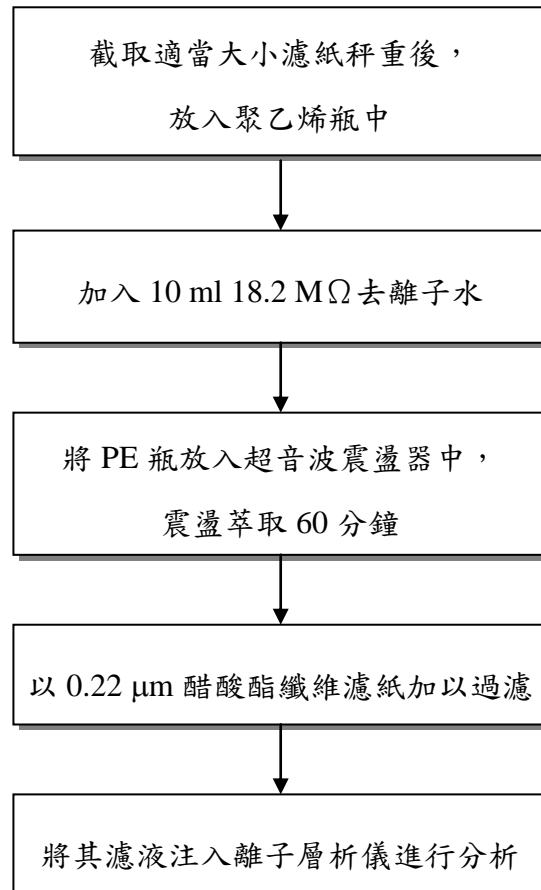 截取適當大小濾紙秤重後，
放入聚乙烯瓶中
加入 10 ml 18.2 MΩ去離子水
將 PE 瓶放入超音波震盪器中，
震盪萃取 60 分鐘
以 0.22 μm 醋酸酯纖維濾紙加以過濾
將其濾液注入離子層析儀進行分析